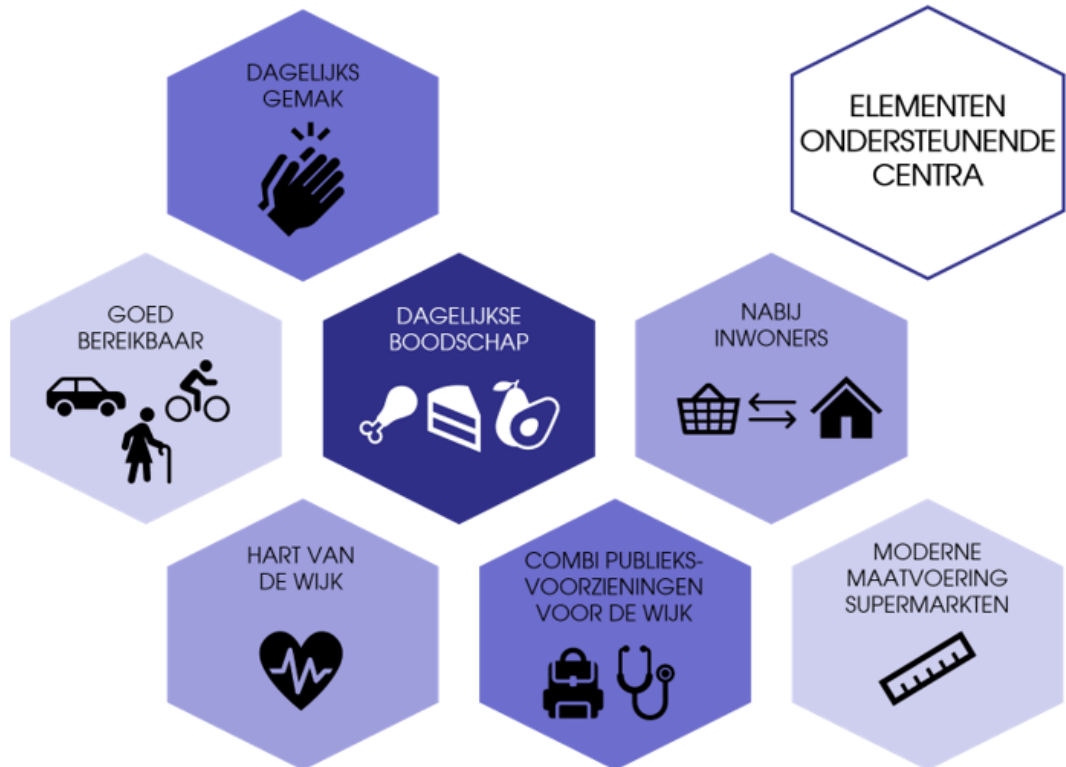 DAGELIJKS
GEMAK
ELEMENTEN
ONDERSTEUNENDE
CENTRA
GOED
BEREIKBAAR
DAGELIJKSE
BOODSCHAP
NABIJ
INWONERS
HART VAN
DE WIJK
COMBI PUBLIEKS-
VOORZIENINGEN
VOOR DE WIJK
MODERNE
MAATVOERING
SUPERMARKTEN